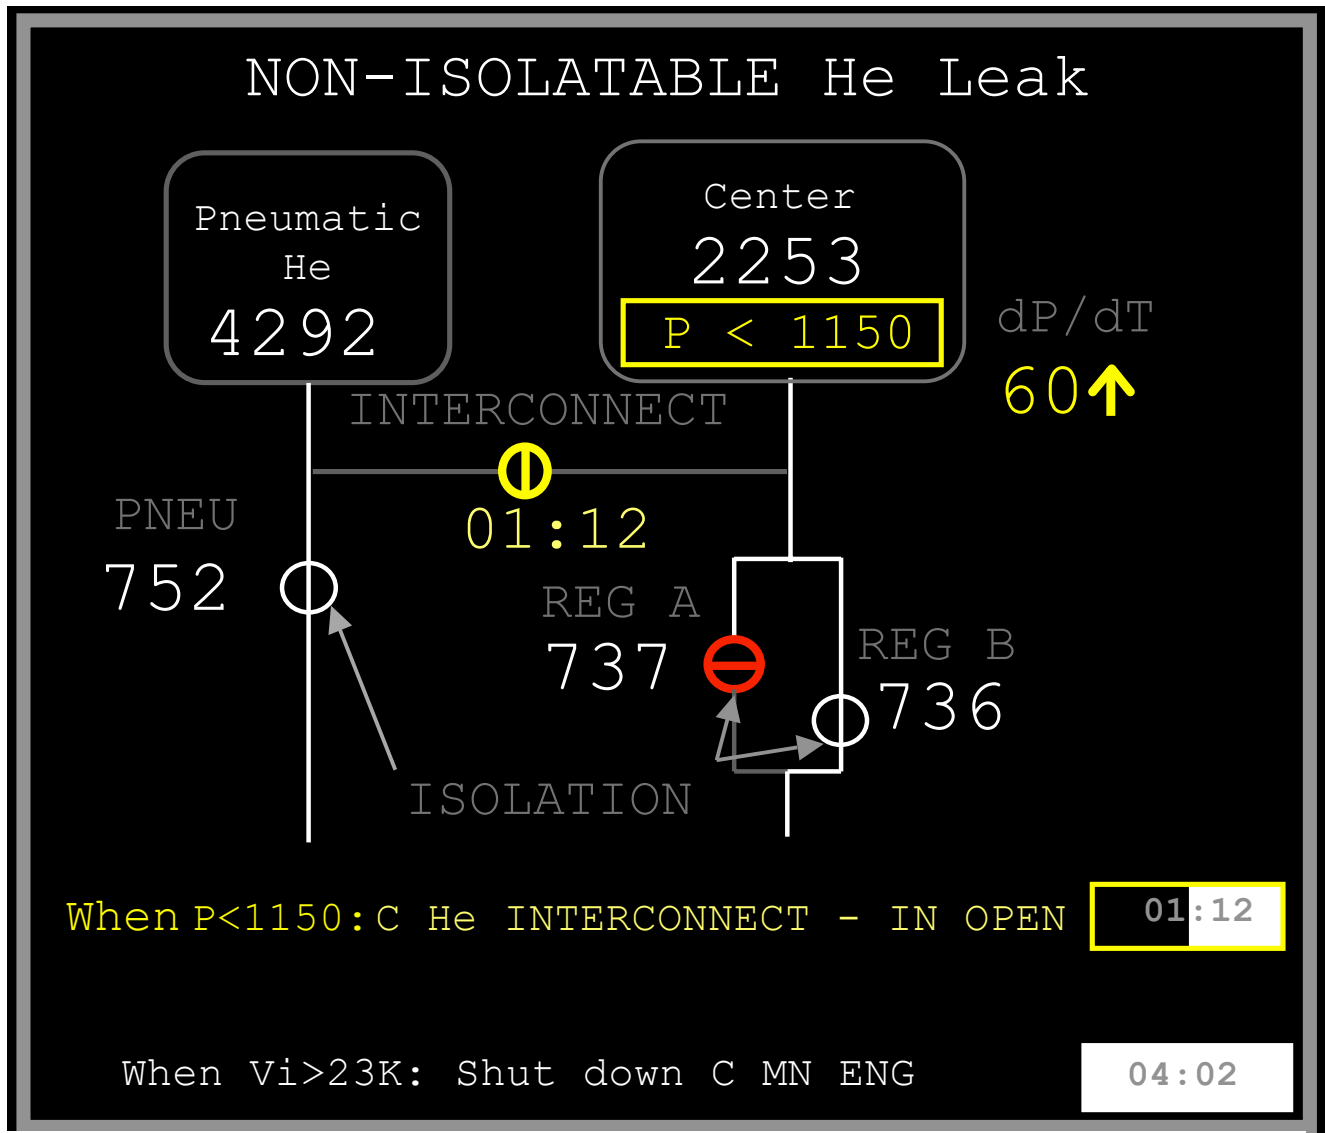 NON-ISOLATABLE He Leak
Pneumatic
He
4292
Center
2253
P < 1150
dP/dT
60↑
INTERCONNECT
01:12
PNEU
752
REG A
737
REG B
736
ISOLATION
When P<1150:C He INTERCONNECT - IN OPEN 01:12
When Vi>23K: Shut down C MN ENG 04:02